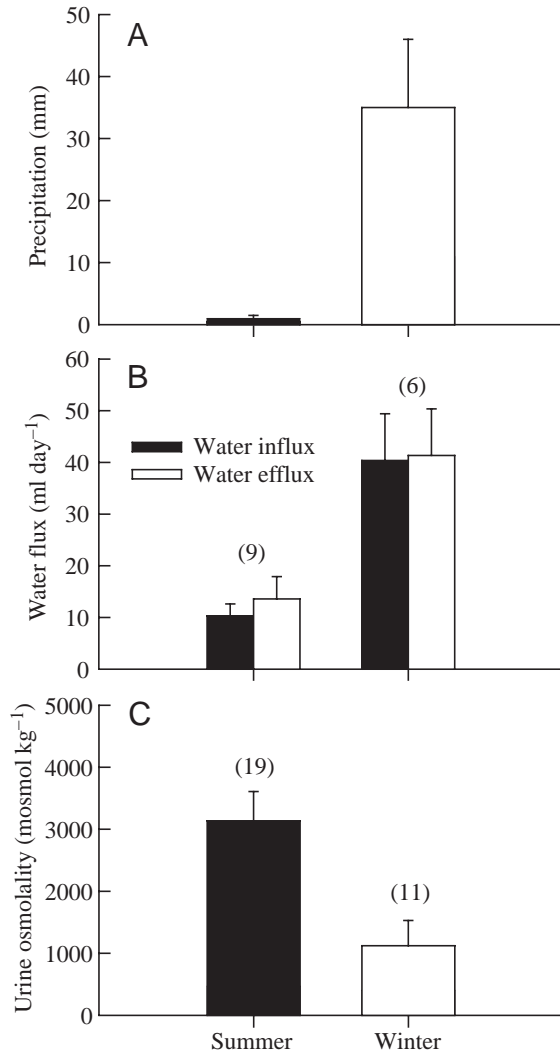 A
Precipitation (mm)
50
40
30
20
10
0
B
Water flux (ml day⁻¹)
60
50
40
30
20
10
0
Water influx
Water efflux
(9)
(6)
C
Urine osmolality (mosmol kg⁻¹)
5000
4000
3000
2000
1000
0
(19)
(11)
Summer
Winter